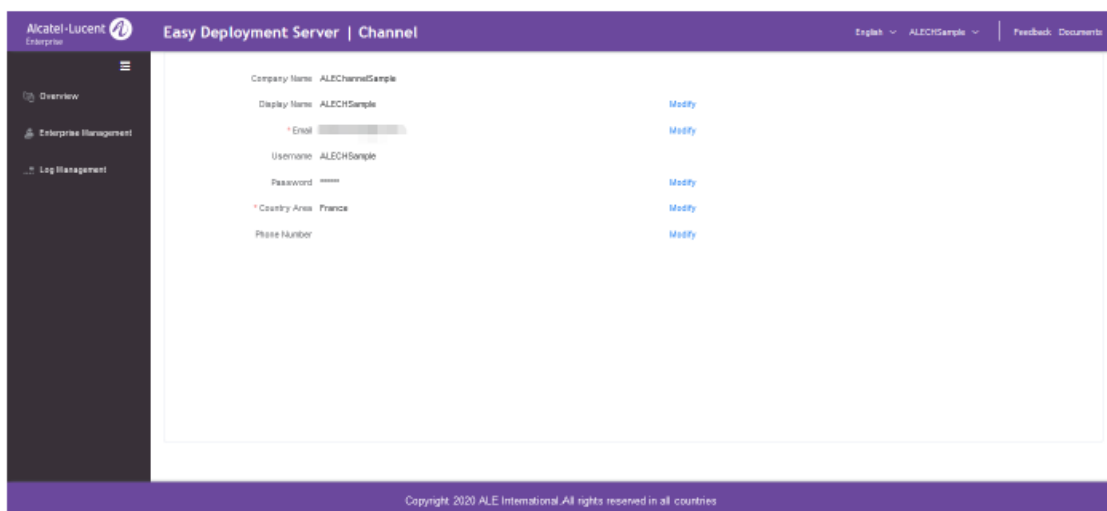 Alcatel·Lucent
Enterprise
Easy Deployment Server | Channel
English
ALECHSample
Feedback Documents
Overview
Enterprise Management
Log Management
Company Name ALEChannelSample
Display Name ALECHSample Modify
* Email Modify
Username ALECHSample
Password ****** Modify
* Country Area France Modify
Phone Number Modify
Copyright 2020 ALE International.All rights reserved in all countries